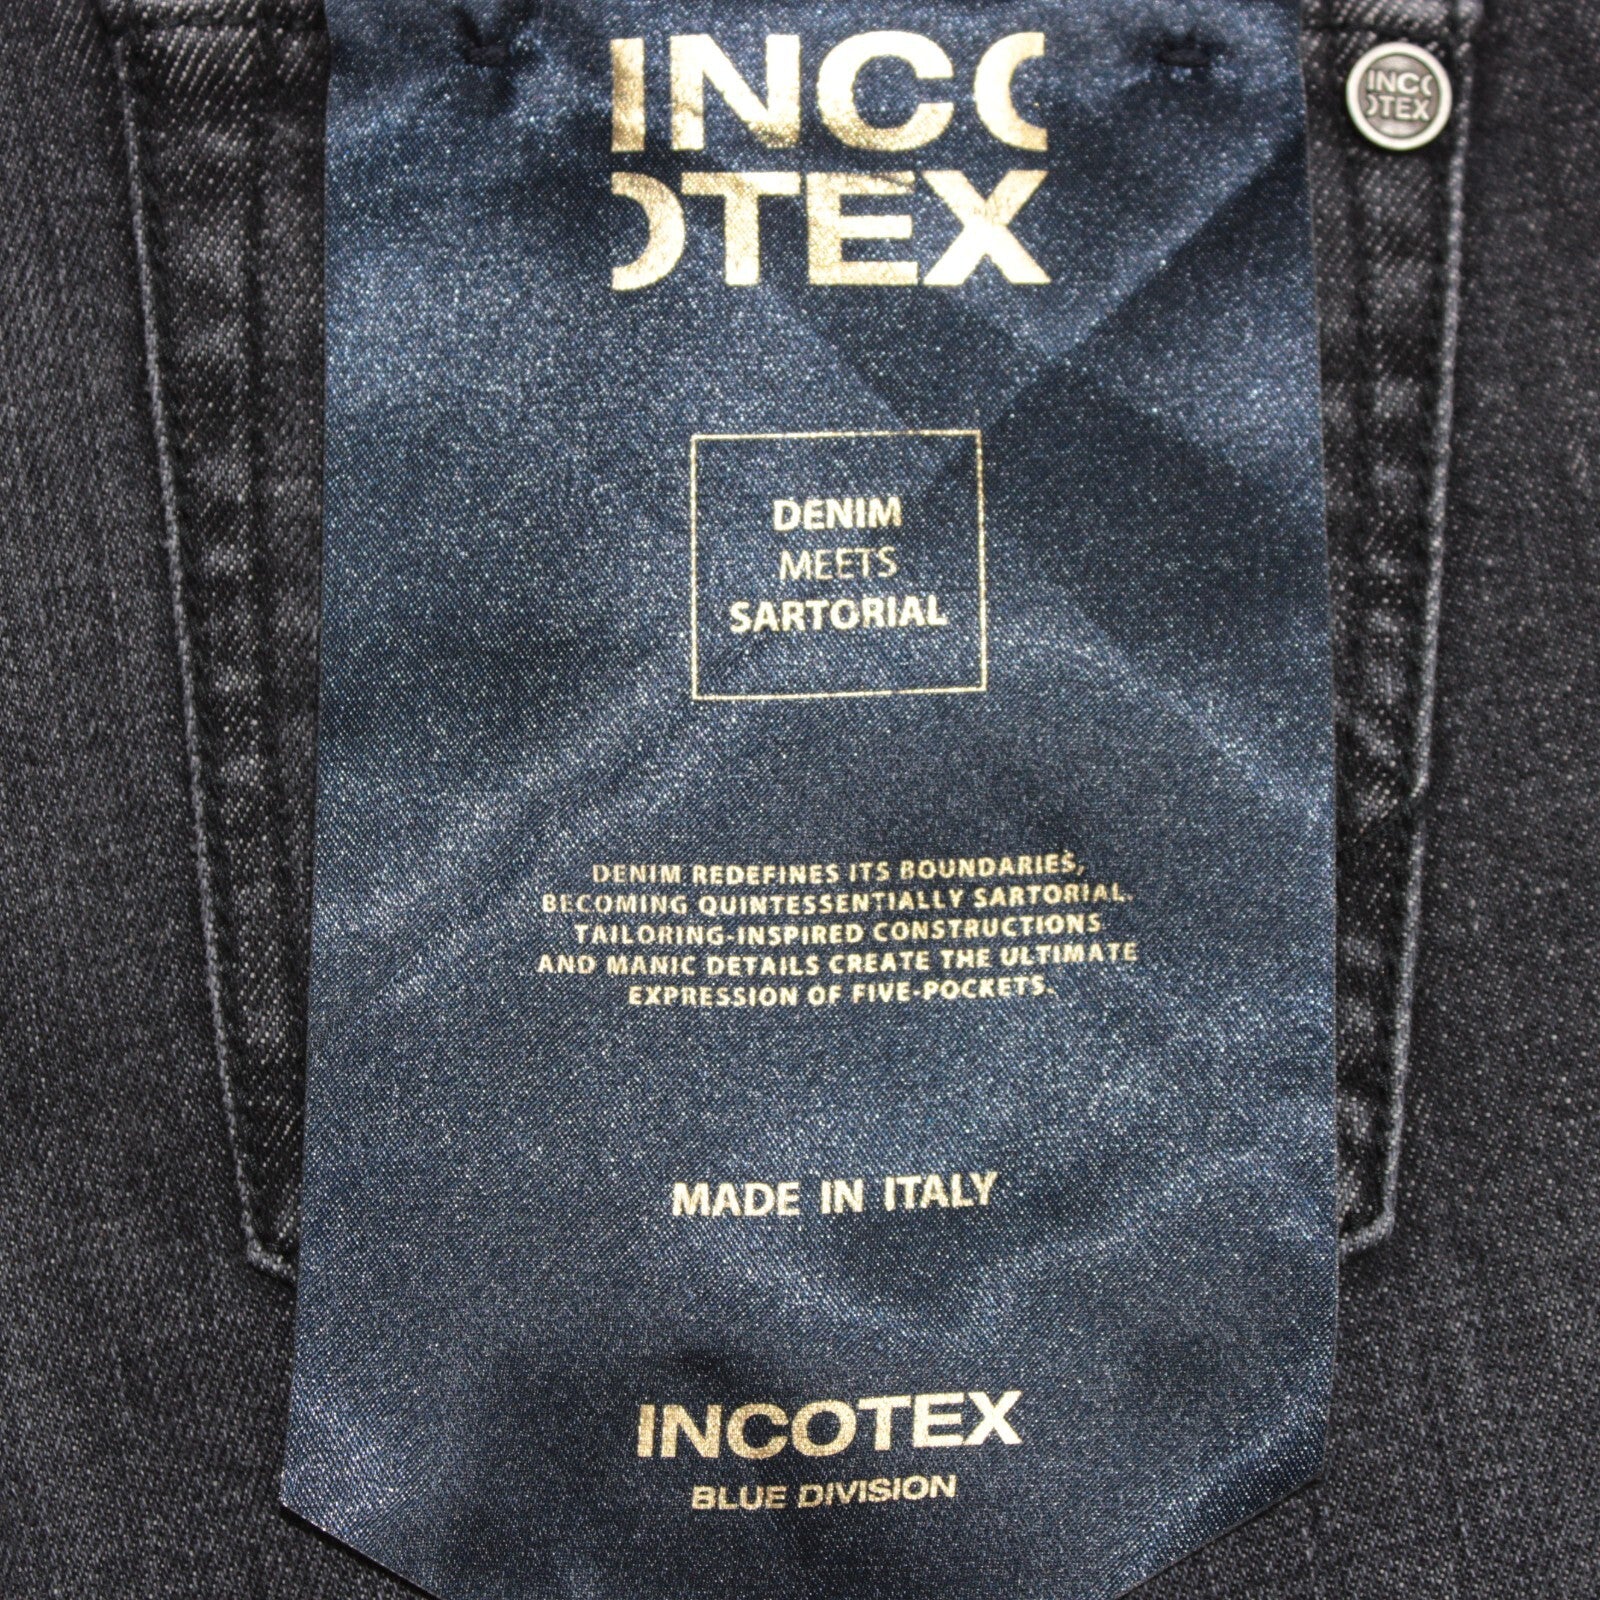 INCO
OTEX
INCO
OTEX
DENIM
MEETS
SARTORIAL
DENIM REDEFINES ITS BOUNDARIES,
BECOMING QUINTESSENTIALLY SARTORIAL.
TAILORING-INSPIRED CONSTRUCTIONS
AND MANIC DETAILS CREATE THE ULTIMATE
EXPRESSION OF FIVE-POCKETS.
MADE IN ITALY
INCOTEX
BLUE DIVISION